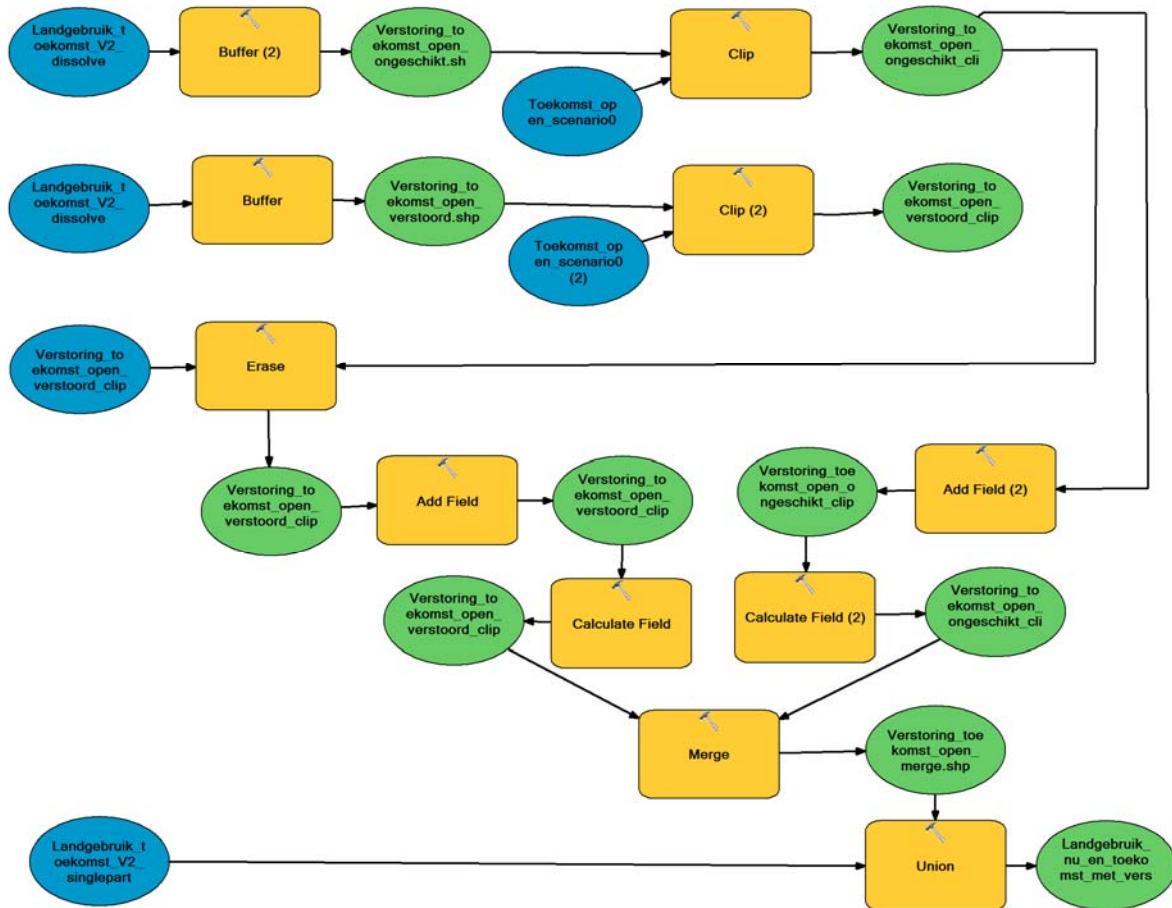 Landgebruik_t
oekomst_V2_
dissolve
Buffer (2)
Verstoring_to
ekomst_open_
ongeschikt.sh
Toekomst_op
en_scenario0
Clip
Verstoring_to
ekomst_open_
ongeschikt_cli
Landgebruik_t
oekomst_V2_
dissolve
Buffer
Verstoring_to
ekomst_open_
verstoord.shp
Toekomst_op
en_scenario0
(2)
Clip (2)
Verstoring_to
ekomst_open_
verstoord_clip
Verstoring_to
ekomst_open_
verstoord_clip
Erase
Verstoring_to
ekomst_open_
verstoord_clip
Add Field
Verstoring_to
ekomst_open_
verstoord_clip
Verstoring_toe
komst_open_o
ngeschikt_clip
Add Field (2)
Verstoring_to
ekomst_open_
verstoord_clip
Calculate Field
Calculate Field (2)
Verstoring_to
ekomst_open_
ongeschikt_cli
Merge
Verstoring_toe
komst_open_
merge.shp
Landgebruik_t
oekomst_V2_
singlepart
Union
Landgebruik_
nu_en_toeko
mst_met_vers